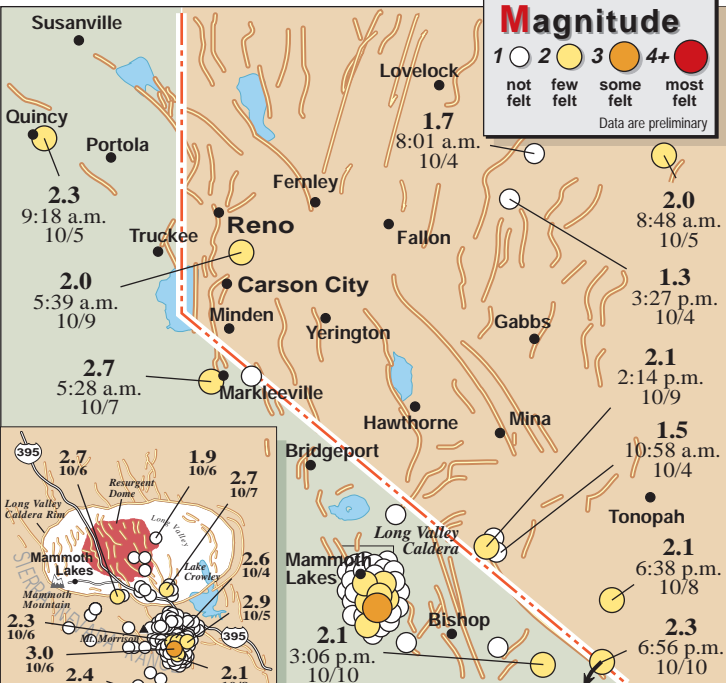 Magnitude
1 2 3 4+
not felt
few felt
some felt
most felt
Data are preliminary
Susanville
Lovelock
Quincy
Portola
1.7
8:01 a.m.
10/4
2.3
9:18 a.m.
10/5
Fernley
Reno
Truckee
Fallon
2.0
8:48 a.m.
10/5
2.0
5:39 a.m.
10/9
Carson City
Minden
Yerington
Gabbs
1.3
3:27 p.m.
10/4
2.7
5:28 a.m.
10/7
Markleeville
Hawthorne
Mina
2.1
2:14 p.m.
10/9
1.5
10:58 a.m.
10/4
Bridgeport
Tonopah
Long Valley
Caldera
Mammoth
Lakes
Bishop
2.1
6:38 p.m.
10/8
2.1
3:06 p.m.
10/10
2.3
6:56 p.m.
10/10
395
2.7
10/6
1.9
10/6
2.7
10/7
Resurgent
Dome
Long Valley
Caldera Rim
Long Valley
Mammoth
Lakes
Lake
Crowley
2.6
10/4
Mammoth
Mountain
2.9
10/5
SIERRA NEVADA RAN
2.3
10/6
Mt. Morrison
395
3.0
10/6
2.4
2.1